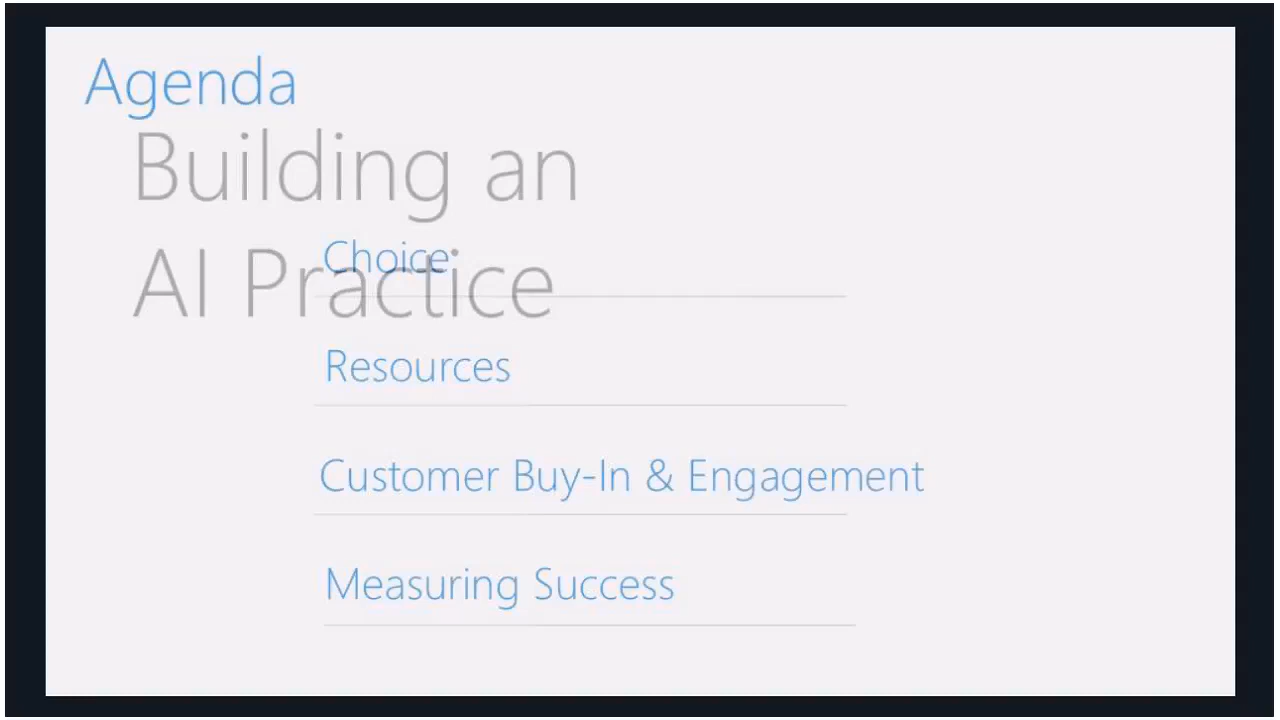 Agenda
Building an
AI Practice
Choice
Resources
Customer Buy-In & Engagement
Measuring Success